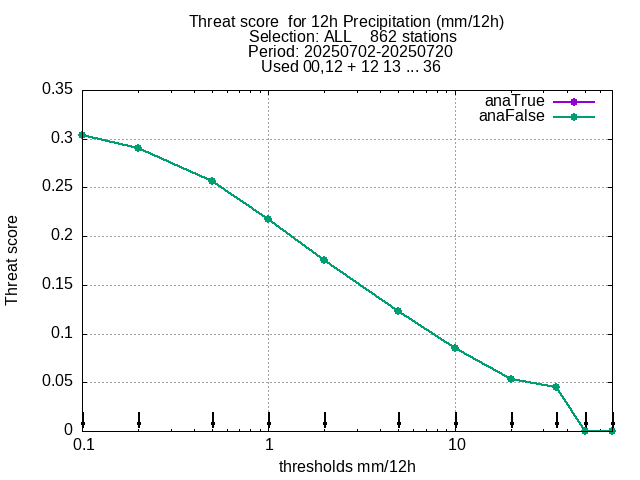 Threat score  for 12h Precipitation (mm/12h)
Selection: ALL    862 stations
Period: 20250702-20250720
Used 00,12 + 12 13 ... 36
0.35
0.3
0.25
0.2
0.15
0.1
0.05
0
Threat score
anaTrue
anaFalse
0.1 1 10
thresholds mm/12h